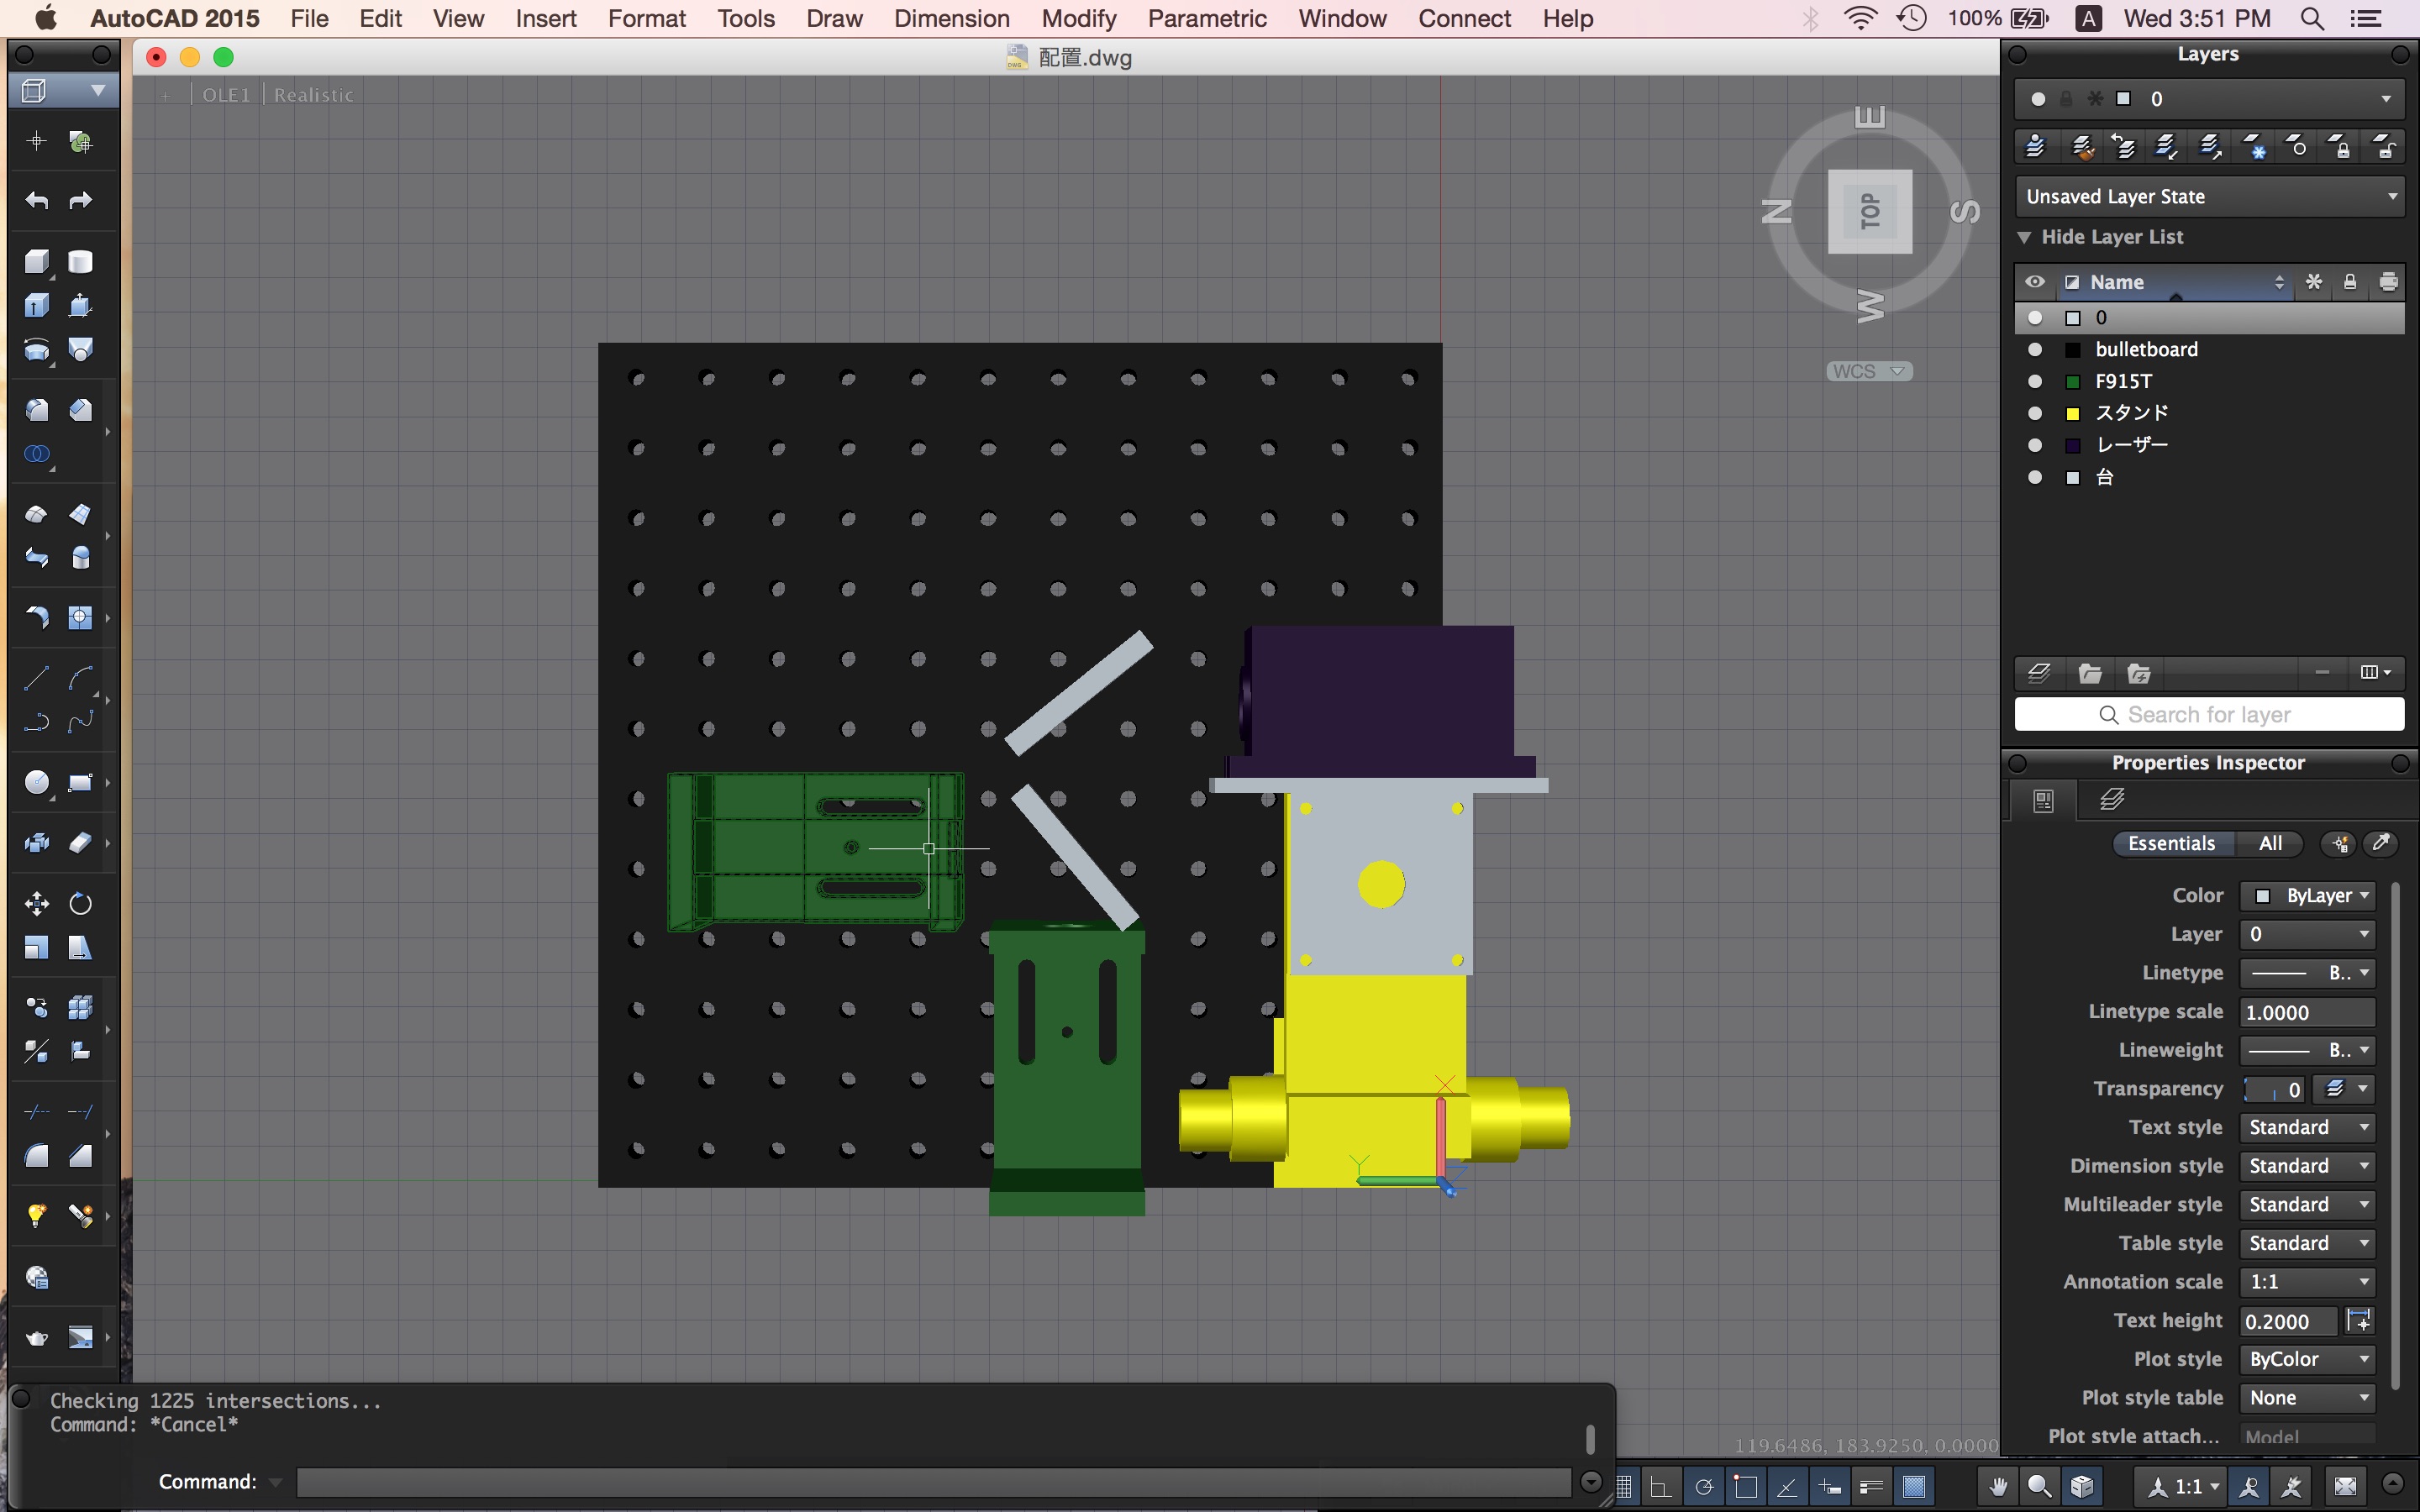 AutoCAD 2015 File Edit View Insert Format Tools Draw Dimension Modify Parametric Window Connect Help 100% A Wed 3:51 PM
配置.dwg
OLE1 Realistic
E
N TOP S
W
WCS
Layers
0
Unsaved Layer State
Hide Layer List
Name
0
bulletboard
F915T
スタンド
レーザー
台
Search for layer
Properties Inspector
Essentials All
Color ByLayer
Layer 0
Linetype B..
Linetype scale 1.0000
Lineweight B..
Transparency 0
Text style Standard
Dimension style Standard
Multileader style Standard
Table style Standard
Annotation scale 1:1
Text height 0.2000
Plot style ByColor
Plot style table None
Plot style attach... Model
X
Y
Z
Checking 1225 intersections...
Command: *Cancel*
119.6486, 183.9250, 0.0000
Command:
1:1